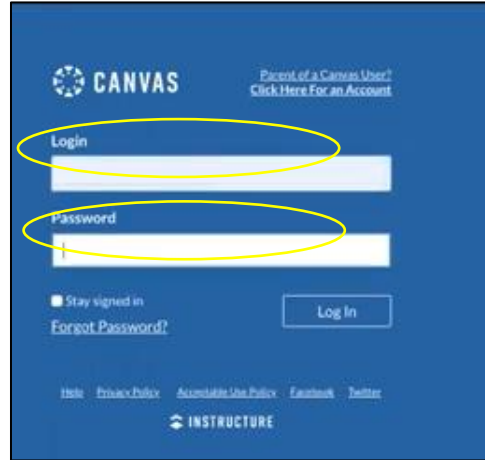 CANVAS
Parent of a Canvas User?
Click Here For an Account
Login
Password
Stay signed in
Log In
Forgot Password?
Help Privacy Policy Acceptable Use Policy Facebook Twitter
INSTRUCTURE